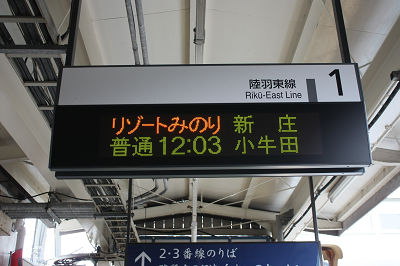 陸羽東線
Rikū-East Line
1
リゾートみのり 新 庄
普通 12:03 小牛田
↑ 2・3番線のりば